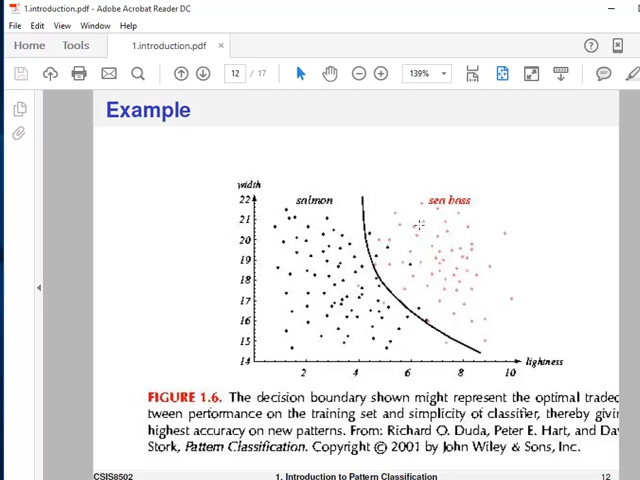 1.introduction.pdf - Adobe Acrobat Reader DC
File Edit View Window Help
Home Tools 1.introduction.pdf ×
12 / 17 139%
Example
width
salmon sea bass
22
21
20
19
18
17
16
15
14
2 4 6 8 10 lightness
FIGURE 1.6. The decision boundary shown might represent the optimal traded
tween performance on the training set and simplicity of classifier, thereby givin
highest accuracy on new patterns. From: Richard O. Duda, Peter E. Hart, and Dav
Stork, Pattern Classification. Copyright © 2001 by John Wiley & Sons, Inc.
CSIS8502 1. Introduction to Pattern Classification 12